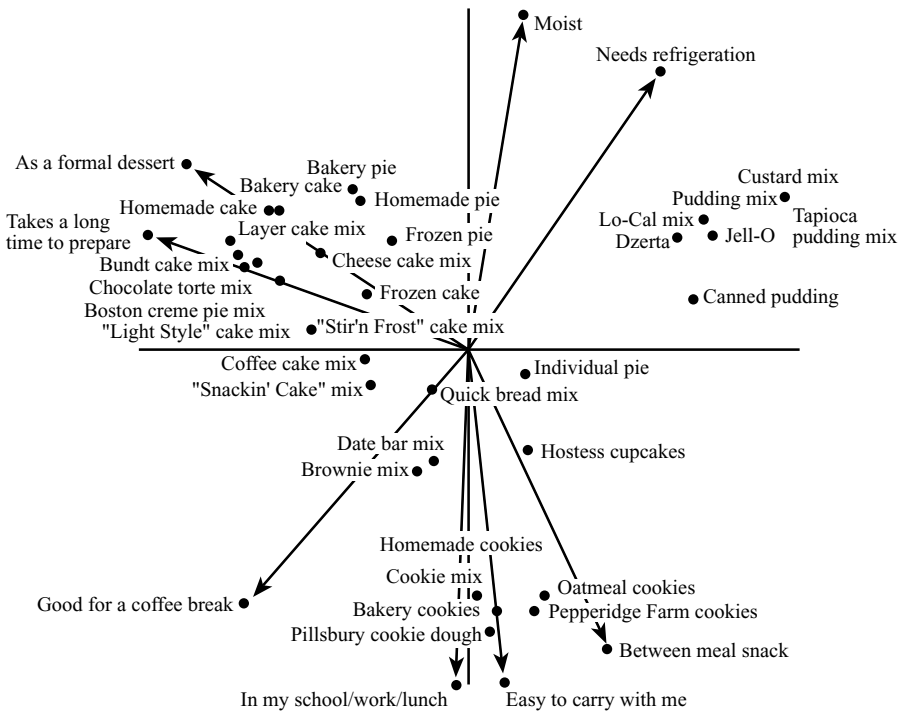 Moist
Needs refrigeration
As a formal dessert
Bakery pie
Bakery cake
Custard mix
Homemade cake
Homemade pie
Pudding mix
Takes a long
time to prepare
Layer cake mix
Frozen pie
Lo-Cal mix
Dzerta
Jell-O
Tapioca
pudding mix
Bundt cake mix
Cheese cake mix
Chocolate torte mix
Frozen cake
Canned pudding
Boston creme pie mix
"Light Style" cake mix
"Stir'n Frost" cake mix
Coffee cake mix
Individual pie
"Snackin' Cake" mix
Quick bread mix
Date bar mix
Hostess cupcakes
Brownie mix
Homemade cookies
Cookie mix
Oatmeal cookies
Good for a coffee break
Bakery cookies
Pepperidge Farm cookies
Pillsbury cookie dough
Between meal snack
In my school/work/lunch
Easy to carry with me